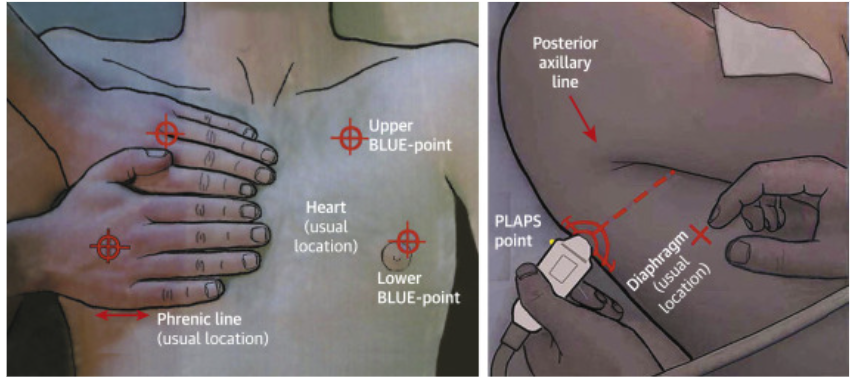 Upper
BLUE-point
Heart
(usual
location)
Lower
BLUE-point
Phrenic line
(usual location)
Posterior
axillary
line
PLAPS
point
Diaphragm
(usual
location)